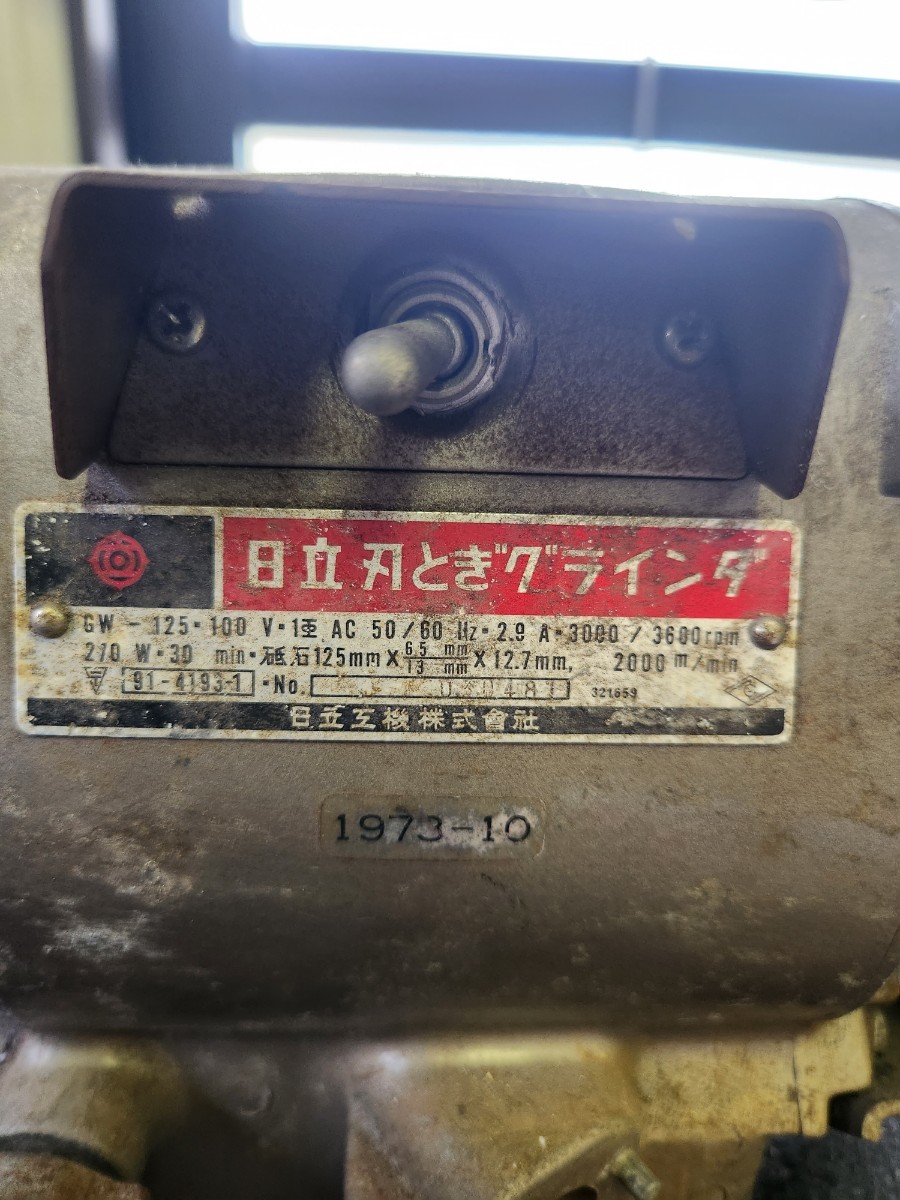 日立刃とぎグラインダ
GW-125・100 V・1φ AC 50/60 Hz・2.9 A・3000/3600rpm
270 W・30 min・砥石125mm×6.5 mm/13 mm×12.7mm, 2000 m/min
〒 91-4193-1・No. 321659
日立工機株式會社
1973-10